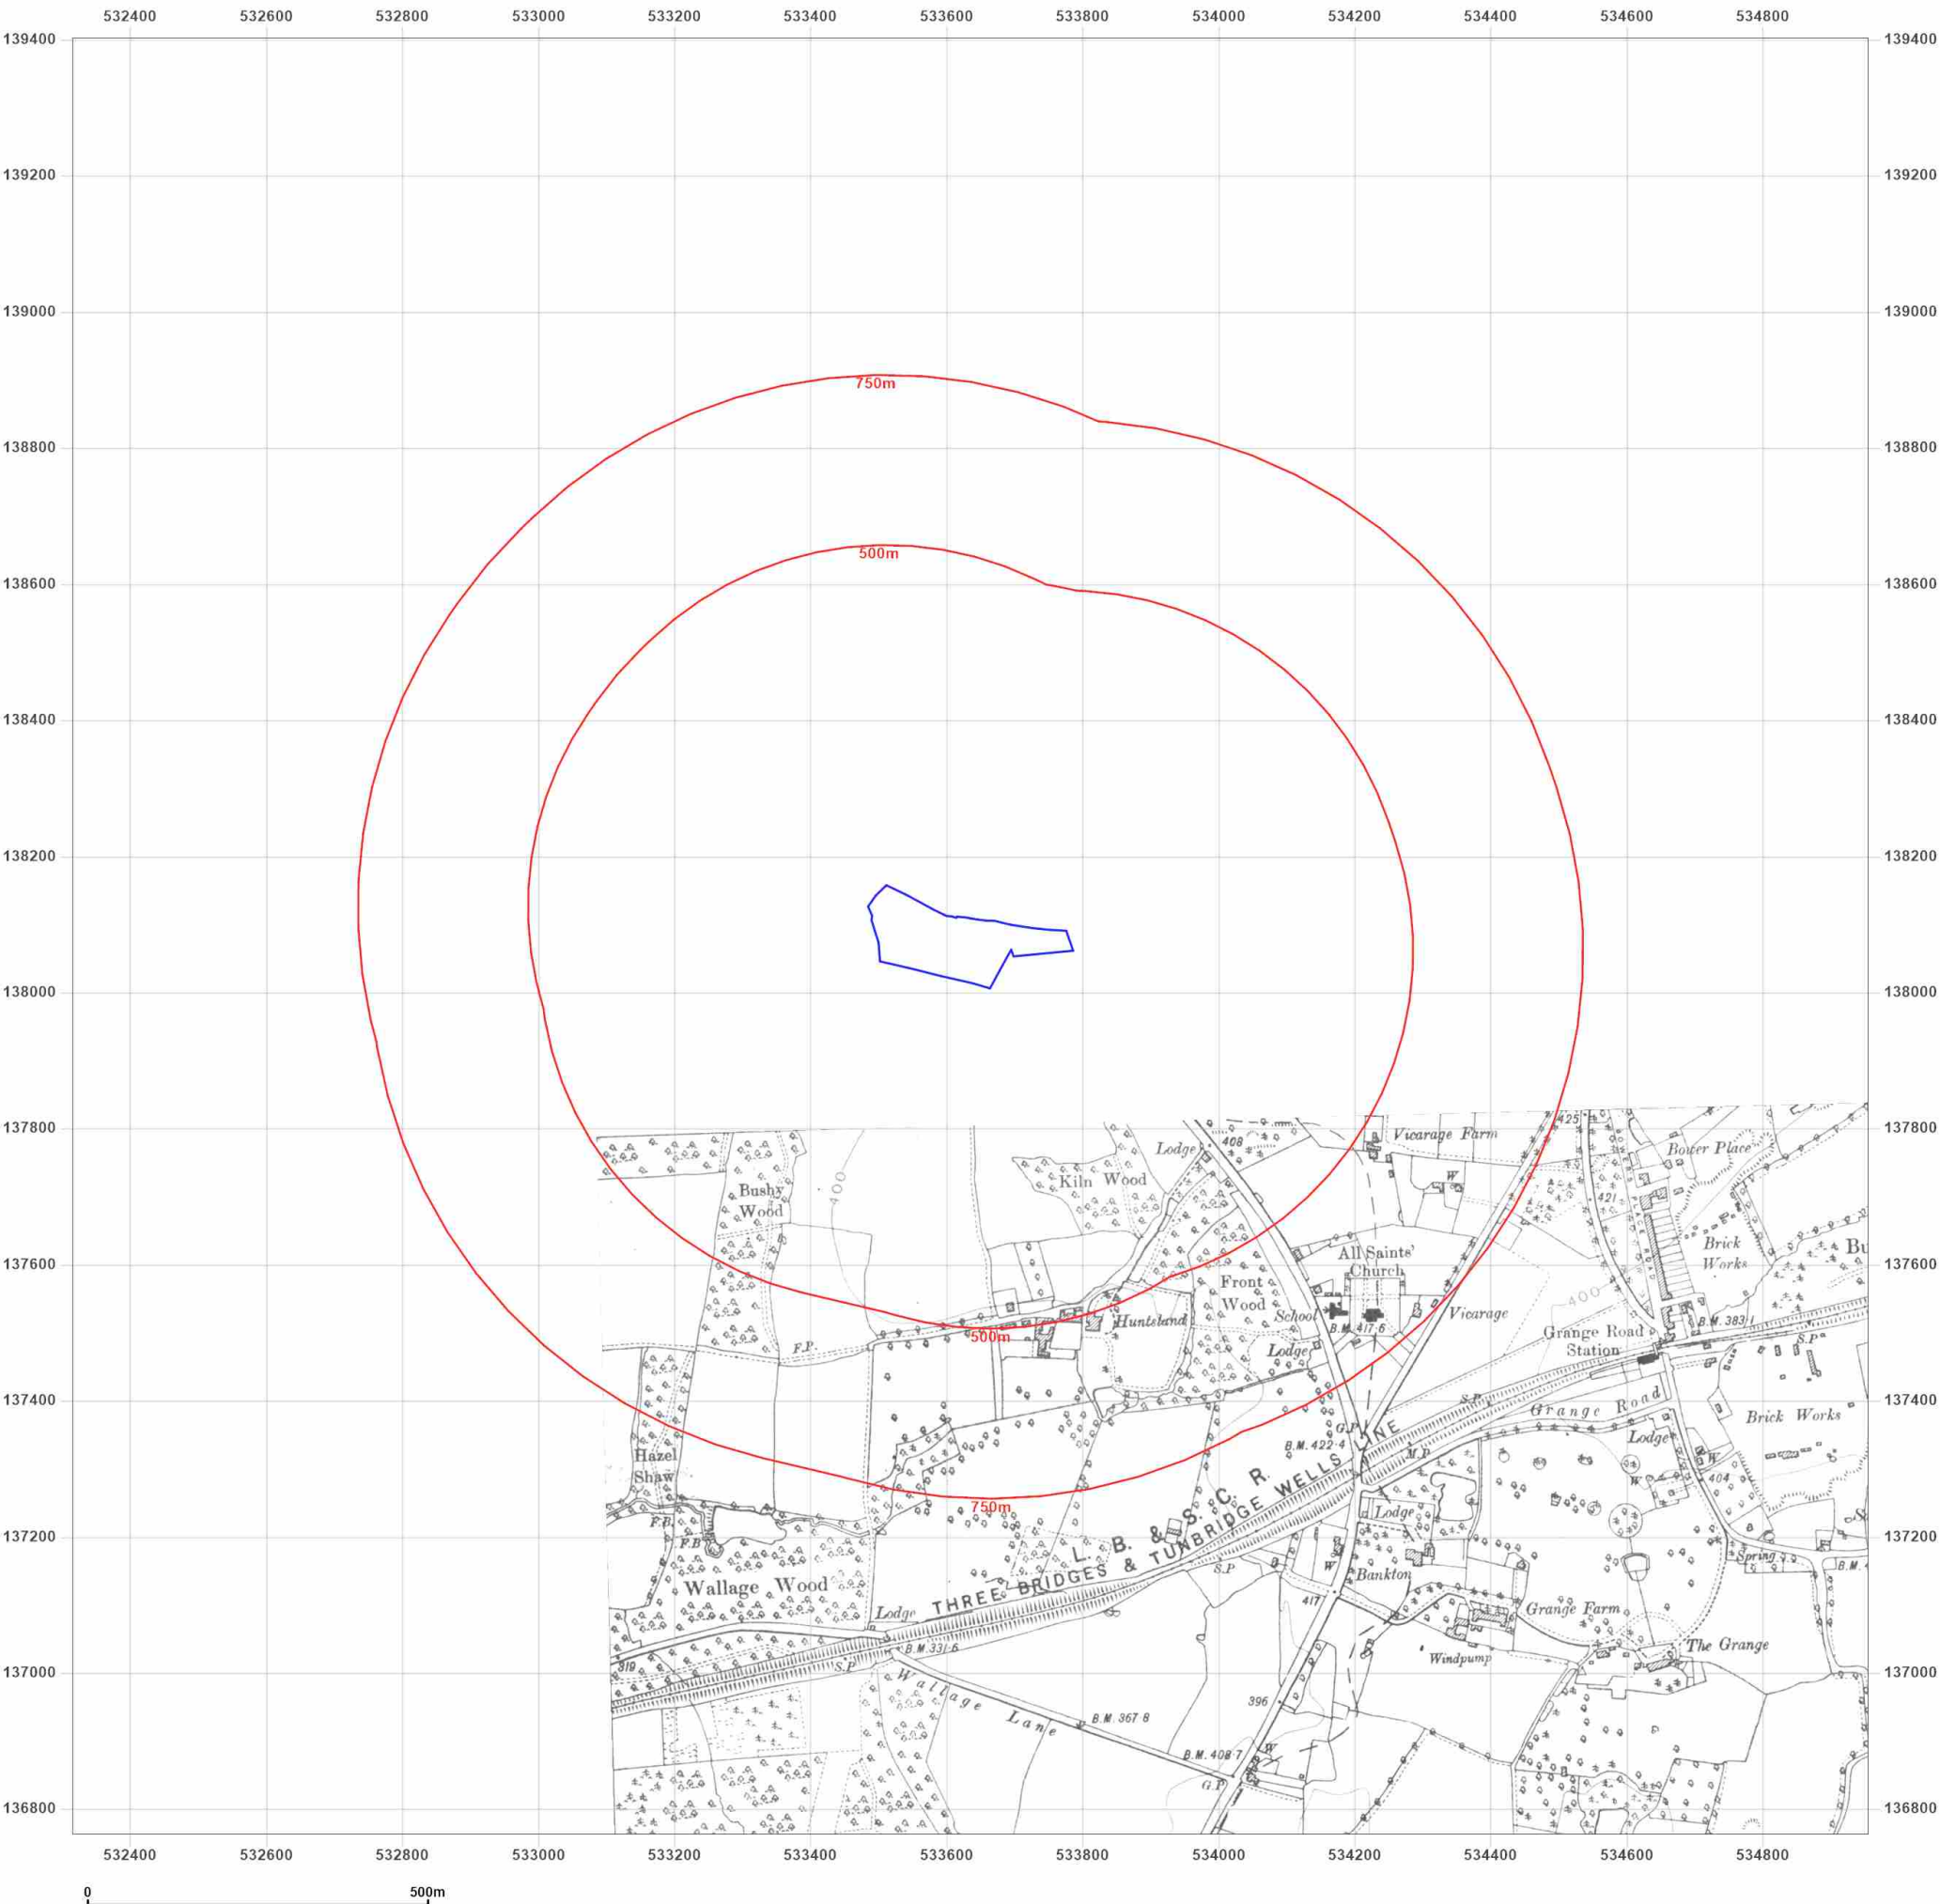 532400 532600 532800 533000 533200 533400 533600 533800 534000 534200 534400 534600 534800
139400 139400
139200 139200
139000 139000
750m
138800 138800
500m
138600 138600
138400 138400
138200 138200
138000 138000
137800 137800
425
Lodge
408
Vicarage Farm
Bower Place
Kiln Wood
W
Bushy
Wood
400
421
PLACE
137600 137600
All Saints'
Church
Brick
Works
Bu
Front
Wood
400
School
Huntsland
Vicarage
B.M. 417·6
B.M. 383·1
S.P
500m
F.P.
Lodge
Grange Road
Station
137400 137400
S.P.
Grange Road
Brick Works
G.P
LINE
Lodge
B.M. 422·4
M.P.
Hazel
Shaw
W
W
404
750m
L. B. & S. C. R.
THREE BRIDGES & TUNBRIDGE WELLS
F.B.
Lodge
137200 137200
F.B
Spring
B.M.
S.P
W
Wallage Wood
Bankton
Lodge
417
Grange Farm
B.M. 331·6
The Grange
319
S.P
Windpump
137000 137000
Wallage Lane
396
B.M. 367·8
B.M. 408·7
W
G.P
136800 136800
532400 532600 532800 533000 533200 533400 533600 533800 534000 534200 534400 534600 534800
0 500m